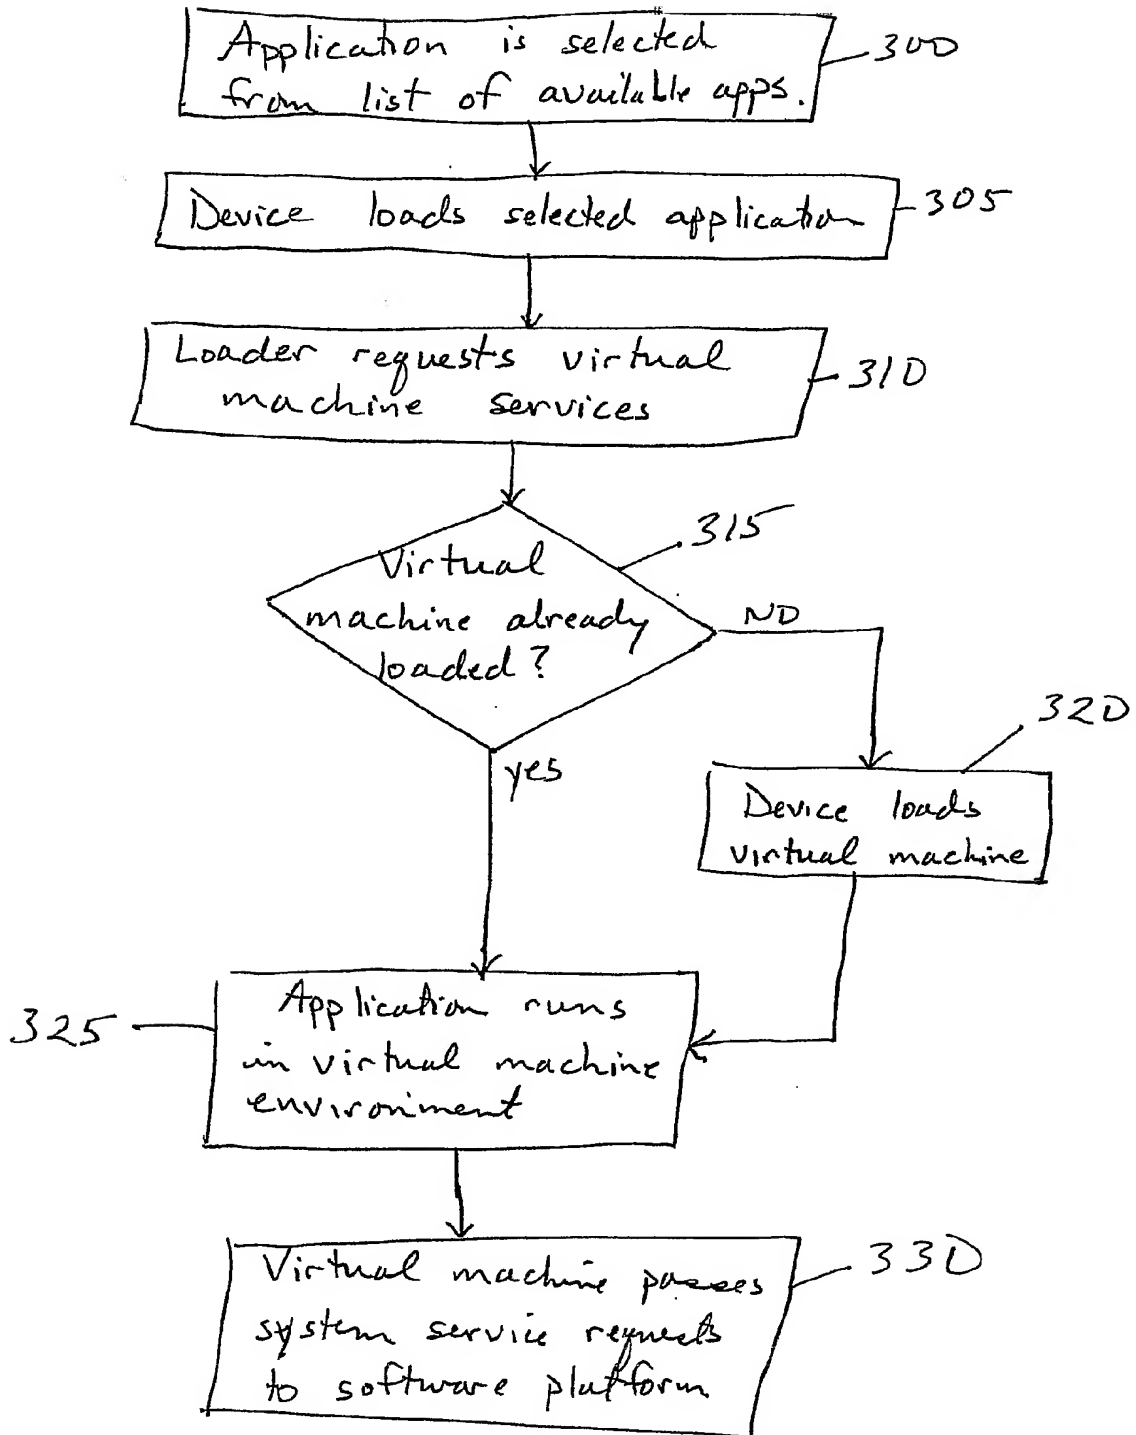 Application is selected
from list of available apps.
300
Device loads selected application
305
Loader requests virtual
machine services
310
Virtual
machine already
loaded?
315
NO
yes
320
Device loads
virtual machine
325
Application runs
in virtual machine
environment
Virtual machine passes
system service requests
to software platform
330